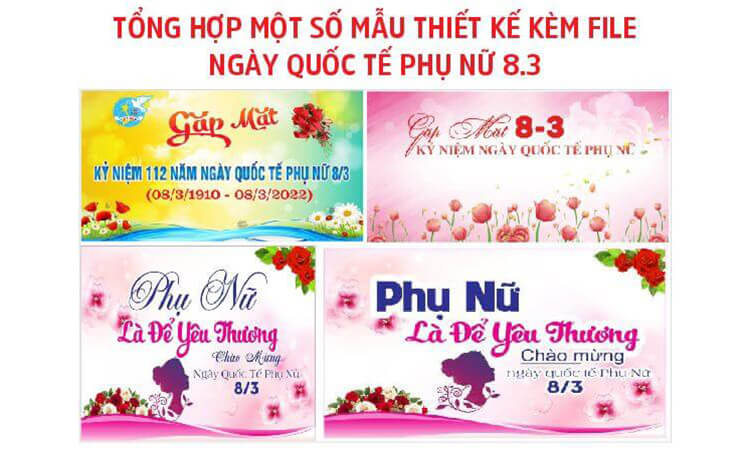 TỔNG HỢP MỘT SỐ MẪU THIẾT KẾ KÈM FILE
NGÀY QUỐC TẾ PHỤ NỮ 8.3
Gặp Mặt
KỶ NIỆM 112 NĂM NGÀY QUỐC TẾ PHỤ NỮ 8/3
(08/3/1910 - 08/3/2022)
Gặp Mặt 8-3
KỶ NIỆM NGÀY QUỐC TẾ PHỤ NỮ
Phụ Nữ
Là Để Yêu Thương
Chào Mừng
Ngày Quốc Tế Phụ Nữ
8/3
Phụ Nữ
Là Để Yêu Thương
Chào mừng
ngày quốc tế Phụ Nữ
8/3